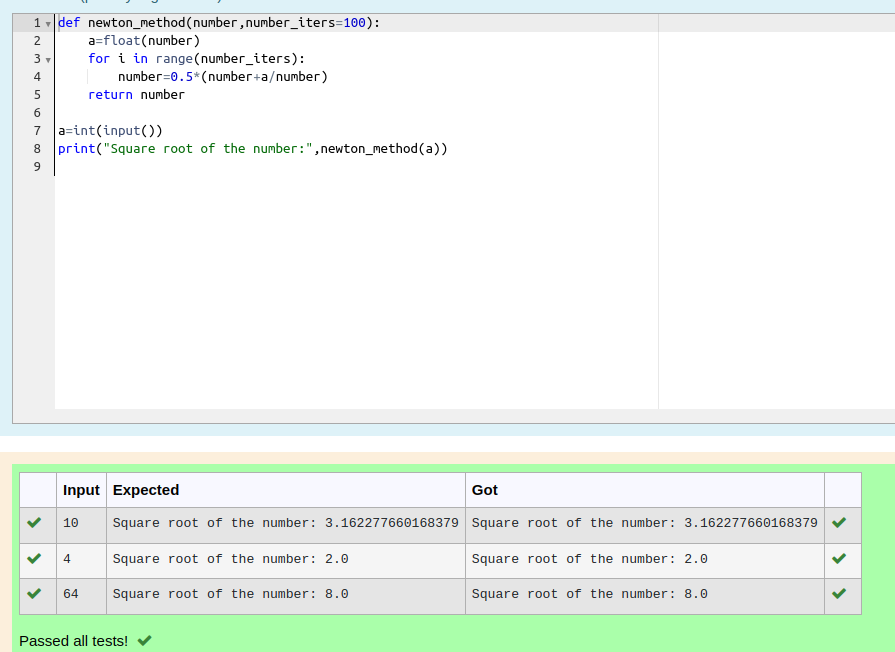 1 def newton_method(number,number_iters=100):
2     a=float(number)
3     for i in range(number_iters):
4         number=0.5*(number+a/number)
5     return number
6
7 a=int(input())
8 print("Square root of the number:",newton_method(a))
9
Input Expected Got
10 Square root of the number: 3.162277660168379 Square root of the number: 3.162277660168379
4 Square root of the number: 2.0 Square root of the number: 2.0
64 Square root of the number: 8.0 Square root of the number: 8.0
Passed all tests!